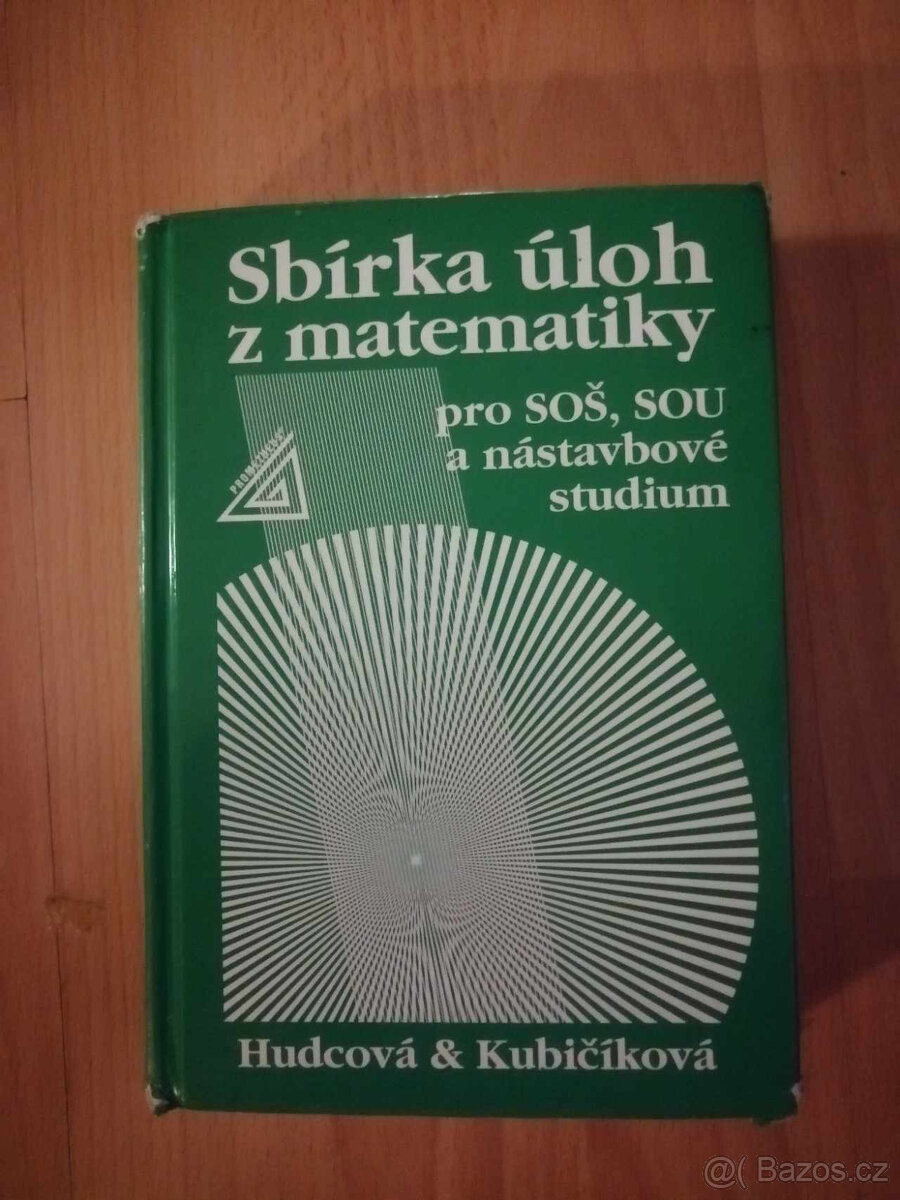 Sbírka úloh
z matematiky
pro SOŠ, SOU
a nástavbové
studium
PROMETHEUS
Hudcová & Kubičíková
@( Bazos.cz